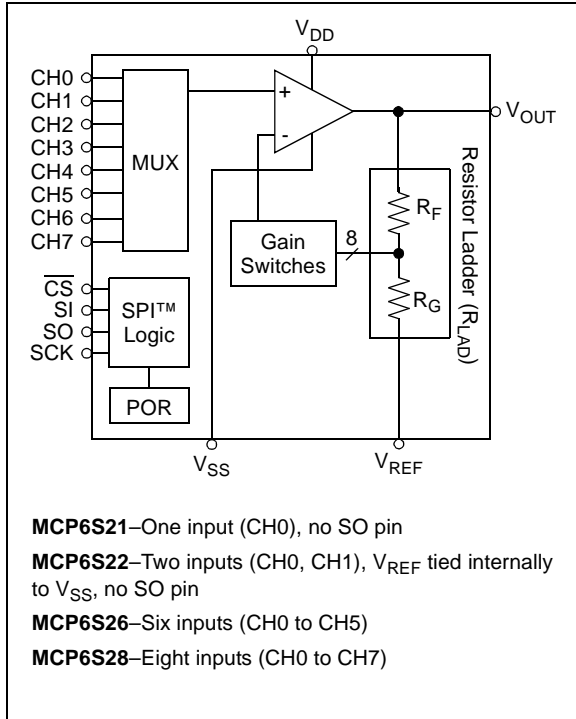 V_DD
CH0
CH1
CH2
CH3
CH4
CH5
CH6
CH7
MUX
+
-
V_OUT
Gain
Switches
8
R_F
R_G
Resistor Ladder (R_LAD)
C̅S̅
SI
SO
SCK
SPI™
Logic
POR
V_SS
V_REF
MCP6S21–One input (CH0), no SO pin
MCP6S22–Two inputs (CH0, CH1), V_REF tied internally
to V_SS, no SO pin
MCP6S26–Six inputs (CH0 to CH5)
MCP6S28–Eight inputs (CH0 to CH7)